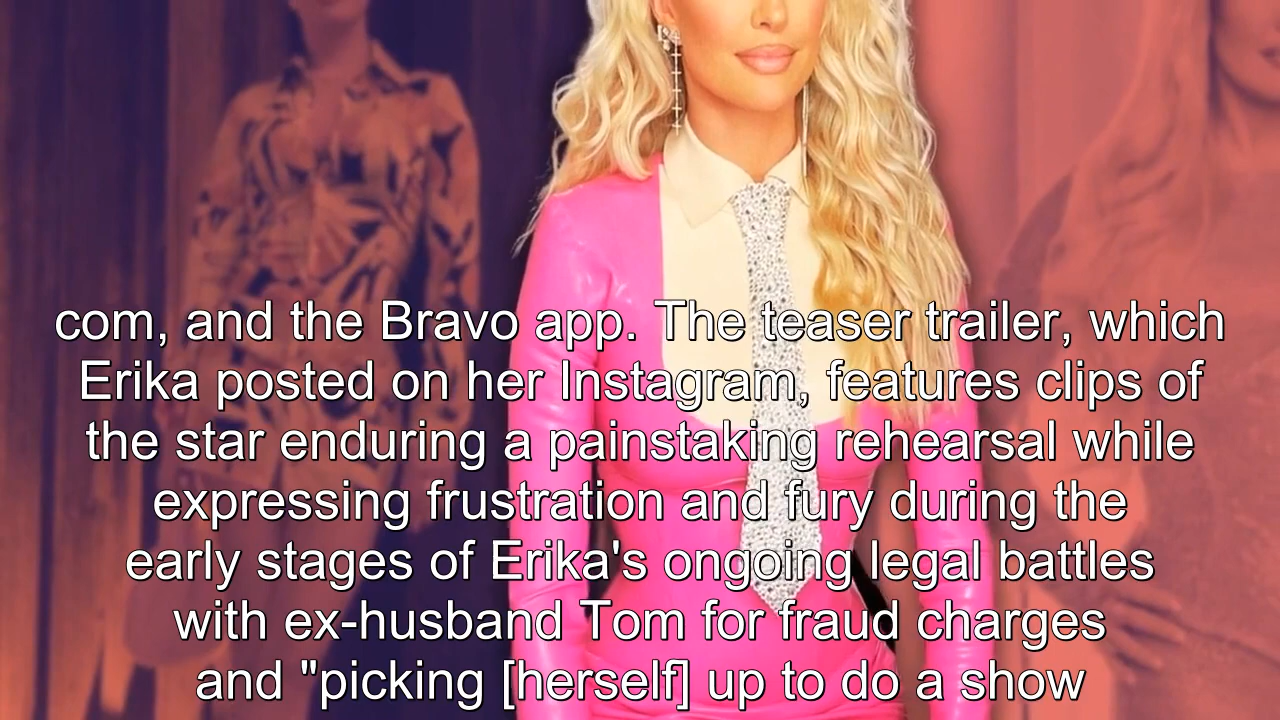 com, and the Bravo app. The teaser trailer, which
Erika posted on her Instagram, features clips of
the star enduring a painstaking rehearsal while
expressing frustration and fury during the
early stages of Erika's ongoing legal battles
with ex-husband Tom for fraud charges
and "picking [herself] up to do a show